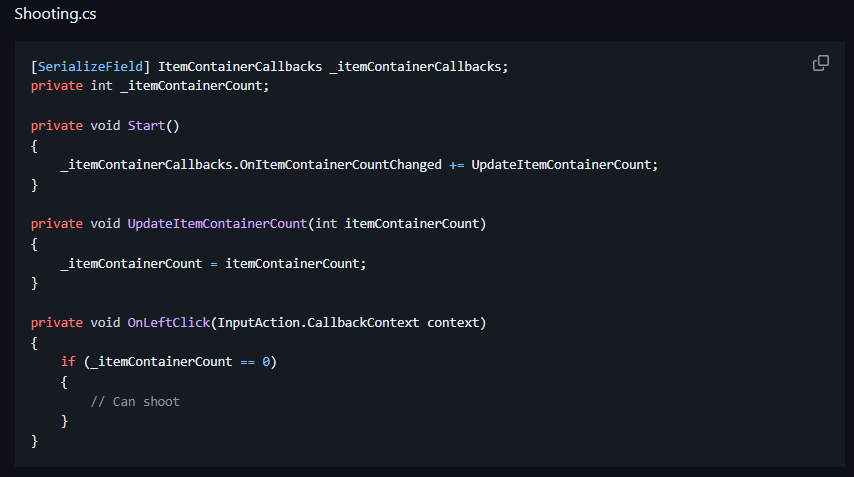 Shooting.cs
[SerializeField] ItemContainerCallbacks _itemContainerCallbacks;
private int _itemContainerCount;

private void Start()
{
    _itemContainerCallbacks.OnItemContainerCountChanged += UpdateItemContainerCount;
}

private void UpdateItemContainerCount(int itemContainerCount)
{
    _itemContainerCount = itemContainerCount;
}

private void OnLeftClick(InputAction.CallbackContext context)
{
    if (_itemContainerCount == 0)
    {
        // Can shoot
    }
}